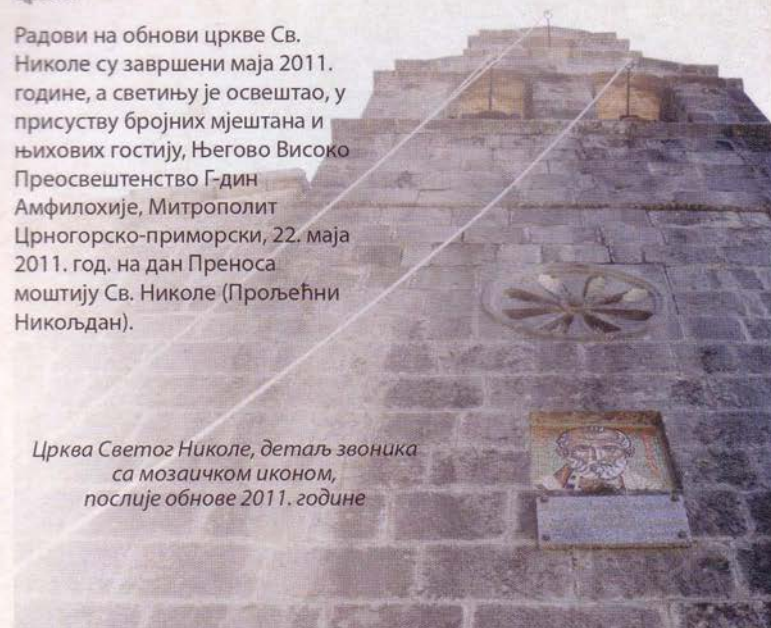 Радови на обнови цркве Св.
Николе су завршени маја 2011.
године, а светињу је освештао, у
присуству бројних мјештана и
њихових гостију, Његово Високо
Преосвештенство Г-дин
Амфилохије, Митрополит
Црногорско-приморски, 22. маја
2011. год. на дан Преноса
моштију Св. Николе (Прољећни
Никољдан).
Црква Светог Николе, детаљ звоника
са мозаичком иконом,
послије обнове 2011. године